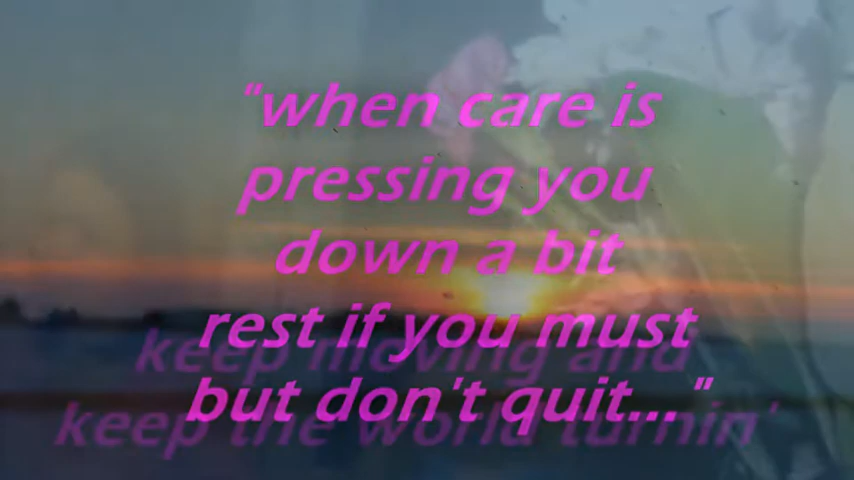 "when care is
pressing you
down a bit
rest if you must
but don't quit..."
keep moving and
keep the world turnin'